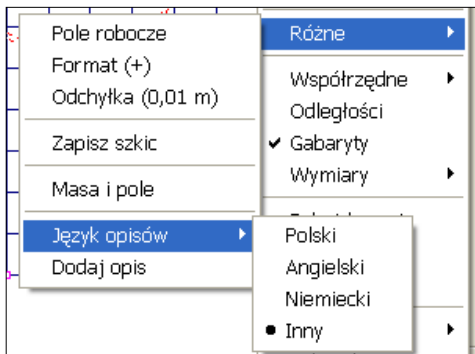 Pole robocze
Format (+)
Odchyłka (0,01 m)
Zapisz szkic
Masa i pole
Język opisów
Dodaj opis
Różne
Współrzędne
Odległości
Gabaryty
Wymiary
Polski
Angielski
Niemiecki
Inny